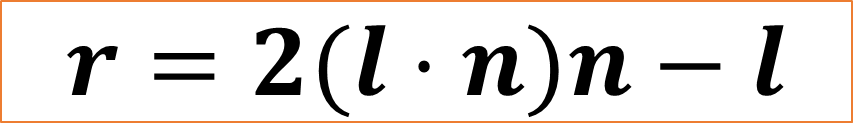 r = 2(l · n)n − l